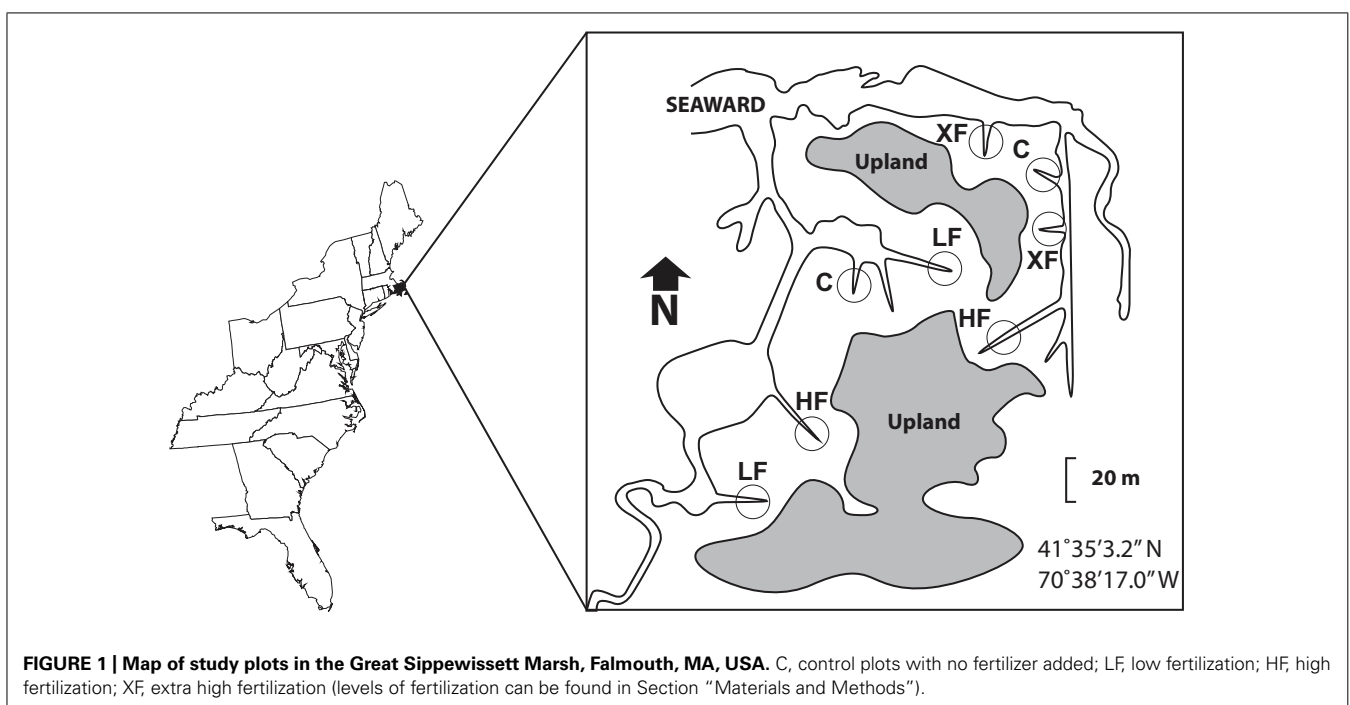 SEAWARD
XF
C
Upland
LF
XF
C
N
HF
HF
Upland
LF
20 m
41˚35’3.2” N
70˚38’17.0” W
FIGURE 1 | Map of study plots in the Great Sippewissett Marsh, Falmouth, MA, USA. C, control plots with no fertilizer added; LF, low fertilization; HF, high
fertilization; XF, extra high fertilization (levels of fertilization can be found in Section “Materials and Methods”).